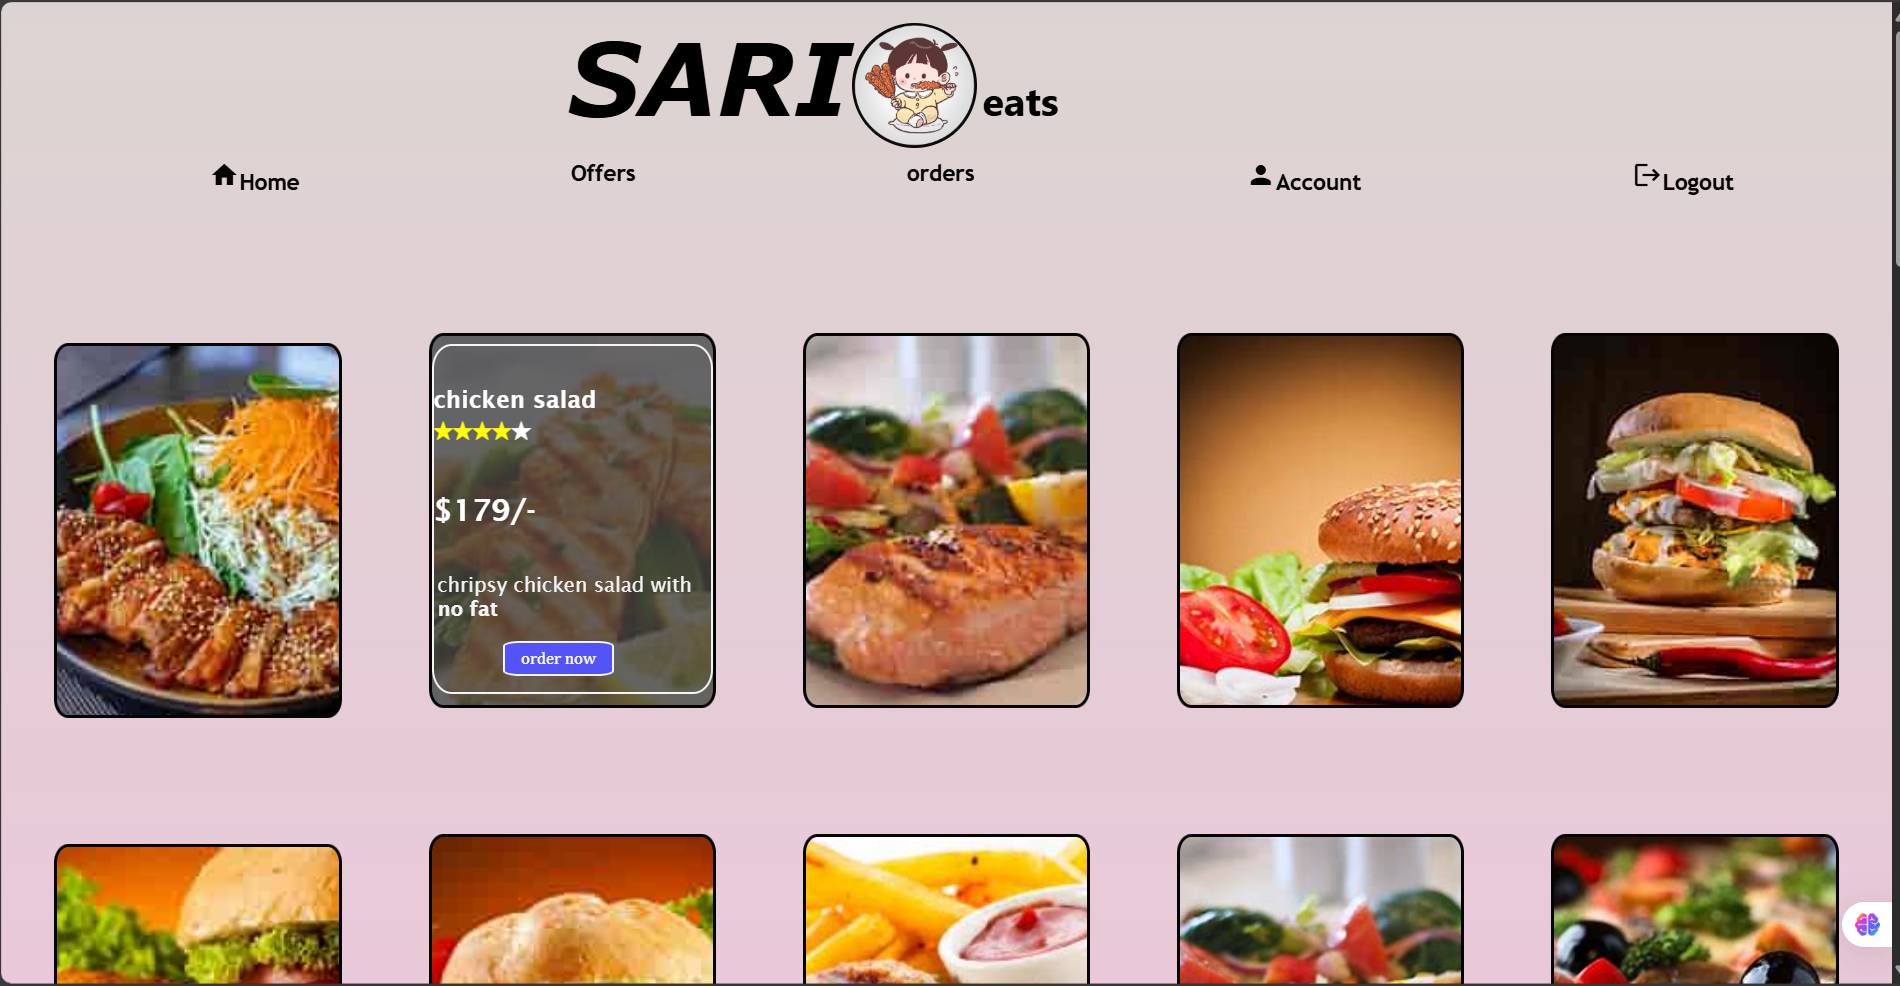 SARI eats
Home Offers orders Account Logout
chicken salad
$179/-
chripsy chicken salad with
no fat
order now